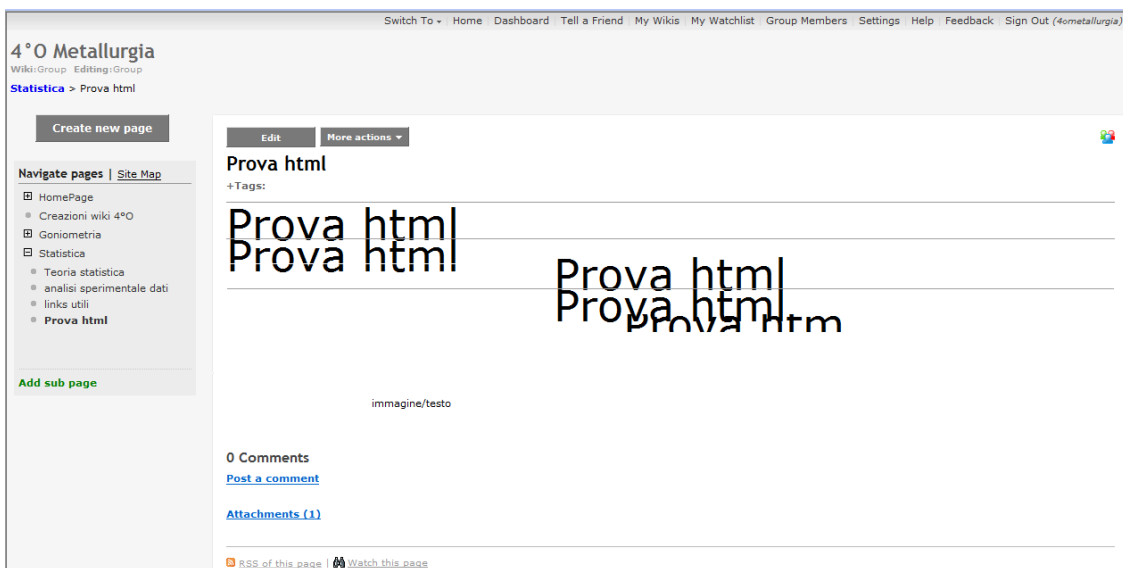 Switch To Home Dashboard Tell a Friend My Wikis My Watchlist Group Members Settings Help Feedback Sign Out (4ometallurgia)
4°O Metallurgia
Wiki:Group Editing:Group
Statistica > Prova html
Create new page
Navigate pages | Site Map
HomePage
Creazioni wiki 4ºO
Goniometria
Statistica
Teoria statistica
analisi sperimentale dati
links utili
Prova html
Add sub page
Edit More actions
Prova html
+Tags:
Prova html
Prova html
Prova html
Prova html
Prova htm
immagine/testo
0 Comments
Post a comment
Attachments (1)
RSS of this page | Watch this page